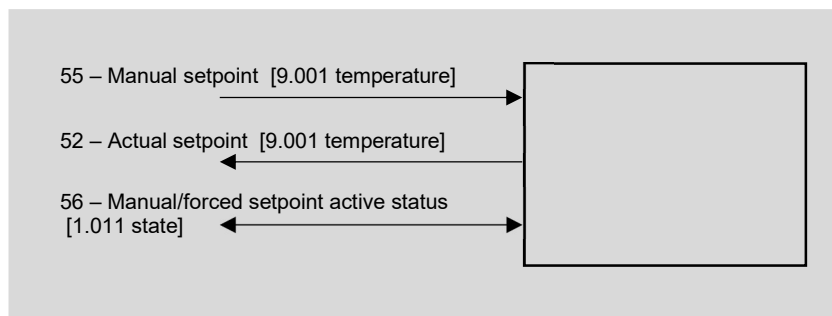 55 – Manual setpoint  [9.001 temperature]
52 – Actual setpoint  [9.001 temperature]
56 – Manual/forced setpoint active status
[1.011 state]